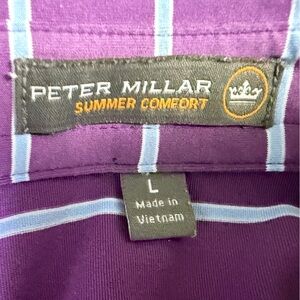 PETER MILLAR
SUMMER COMFORT
L
Made in
Vietnam